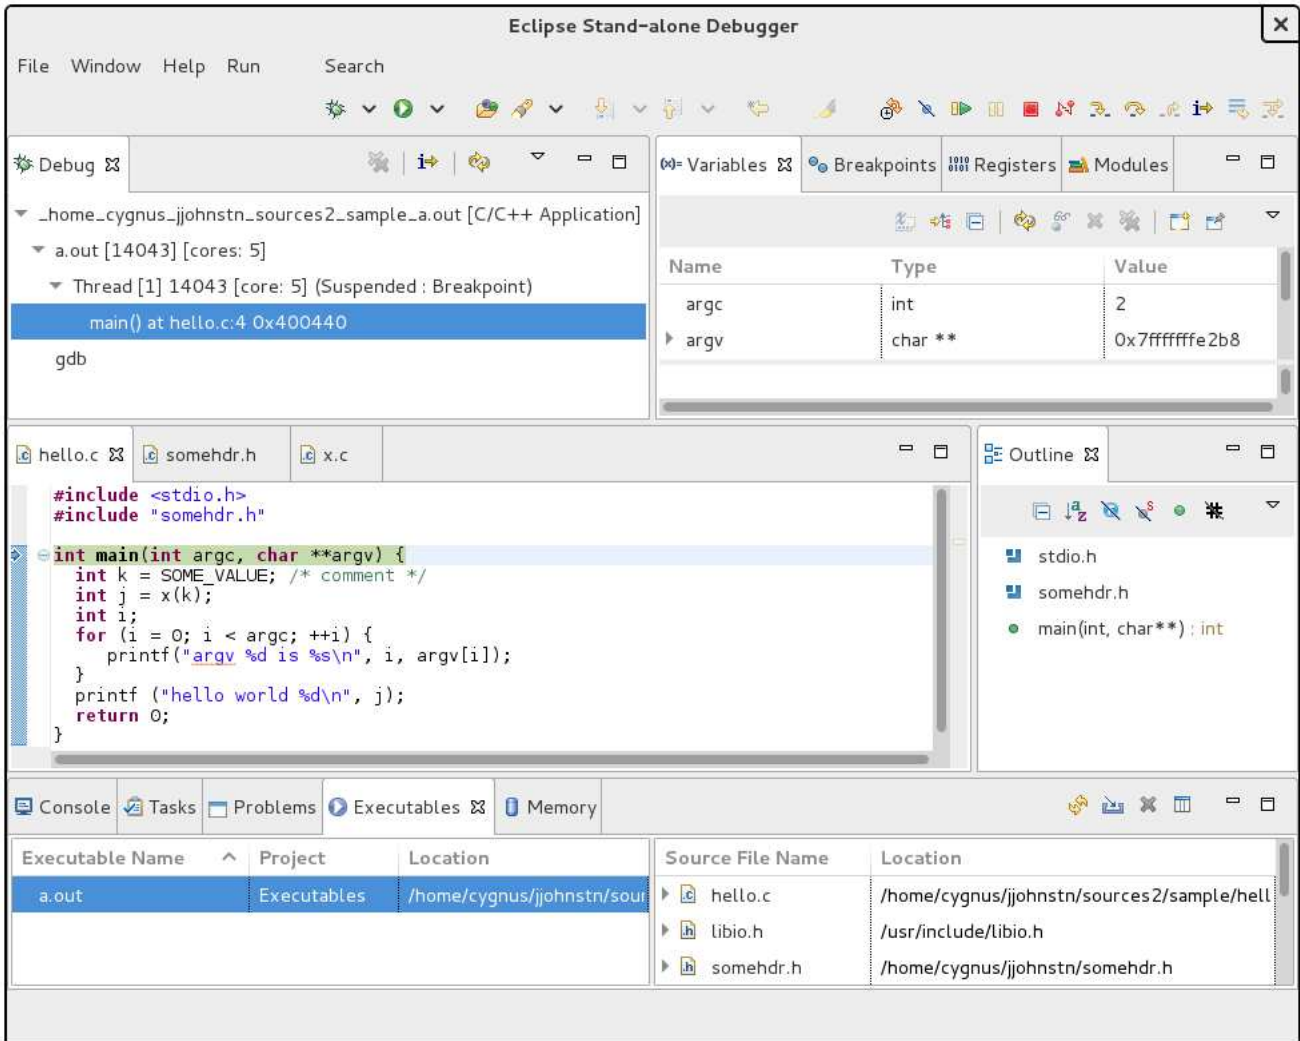 Eclipse Stand-alone Debugger
File Window Help Run Search
Debug
_home_cygnus_jjohnstn_sources2_sample_a.out [C/C++ Application]
a.out [14043] [cores: 5]
Thread [1] 14043 [core: 5] (Suspended : Breakpoint)
main() at hello.c:4 0x400440
gdb
(x)= Variables Breakpoints Registers Modules
Name Type Value
argc int 2
argv char ** 0x7fffffffe2b8
hello.c somehdr.h x.c
#include <stdio.h>
#include "somehdr.h"
int main(int argc, char **argv) {
int k = SOME_VALUE; /* comment */
int j = x(k);
int i;
for (i = 0; i < argc; ++i) {
printf("argv %d is %s\n", i, argv[i]);
}
printf ("hello world %d\n", j);
return 0;
}
Outline
stdio.h
somehdr.h
main(int, char**) : int
Console Tasks Problems Executables Memory
Executable Name Project Location
a.out Executables /home/cygnus/jjohnstn/sour
Source File Name Location
hello.c /home/cygnus/jjohnstn/sources2/sample/hell
libio.h /usr/include/libio.h
somehdr.h /home/cygnus/jjohnstn/somehdr.h